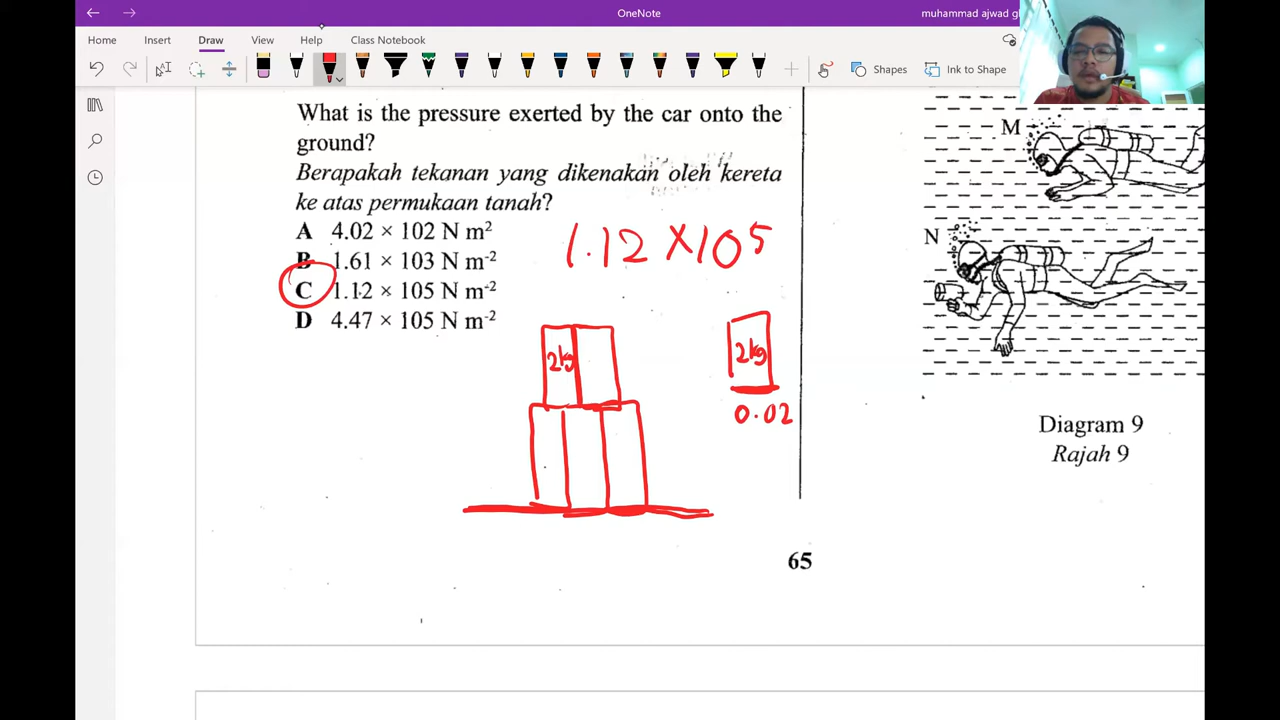 OneNote
muhammad ajwad gh
Home Insert Draw View Help Class Notebook
Shapes
Ink to Shape
What is the pressure exerted by the car onto the
ground?
Berapakah tekanan yang dikenakan oleh kereta
ke atas permukaan tanah?
A 4.02 × 102 N m²
B 1.61 × 103 N m⁻²
C 1.12 × 105 N m⁻²
D 4.47 × 105 N m⁻²
1.12 × 10⁵
2kg
2kg
0.02
65
M
N
Diagram 9
Rajah 9